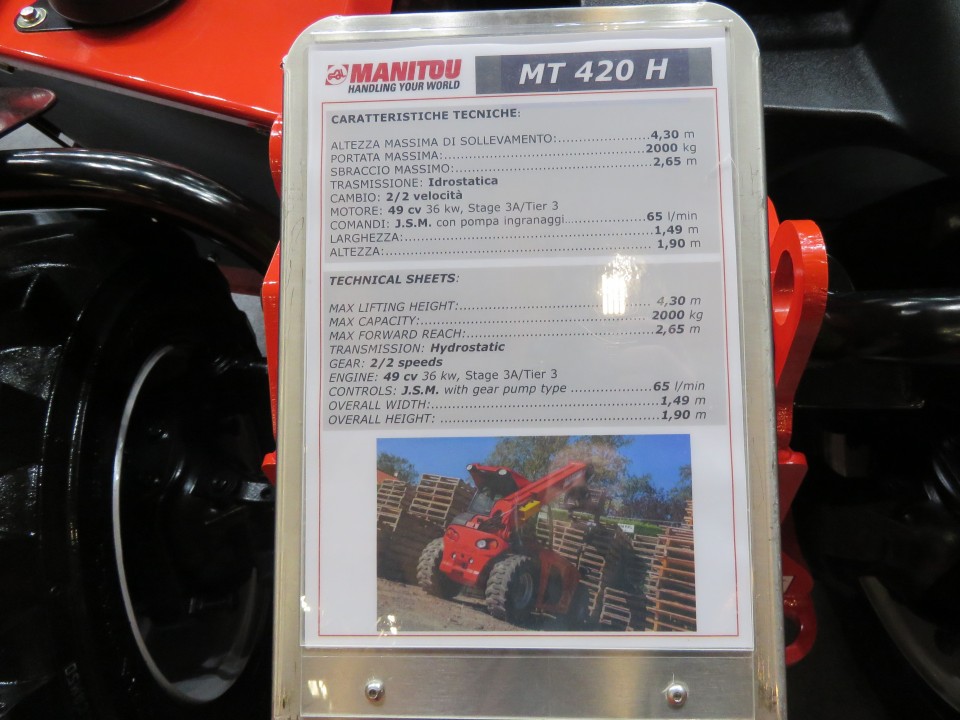 MANITOU
HANDLING YOUR WORLD
MT 420 H
CARATTERISTICHE TECNICHE:
ALTEZZA MASSIMA DI SOLLEVAMENTO:......................4,30 m
PORTATA MASSIMA:................................................2000 kg
SBRACCIO MASSIMO:..............................................2,65 m
TRASMISSIONE: Idrostatica
CAMBIO: 2/2 velocità
MOTORE: 49 cv 36 kw, Stage 3A/Tier 3
COMANDI: J.S.M. con pompa ingranaggi...................65 l/min
LARGHEZZA:..........................................................1,49 m
ALTEZZA:............................................................. 1,90 m
TECHNICAL SHEETS:
MAX LIFTING HEIGHT:............................................. 4,30 m
MAX CAPACITY:..................................................... 2000 kg
MAX FORWARD REACH:............................................2,65 m
TRANSMISSION: Hydrostatic
GEAR: 2/2 speeds
ENGINE: 49 cv 36 kw, Stage 3A/Tier 3
CONTROLS: J.S.M. with gear pump type ...................65 l/min
OVERALL WIDTH:....................................................1,49 m
OVERALL HEIGHT: ..................................................1,90 m